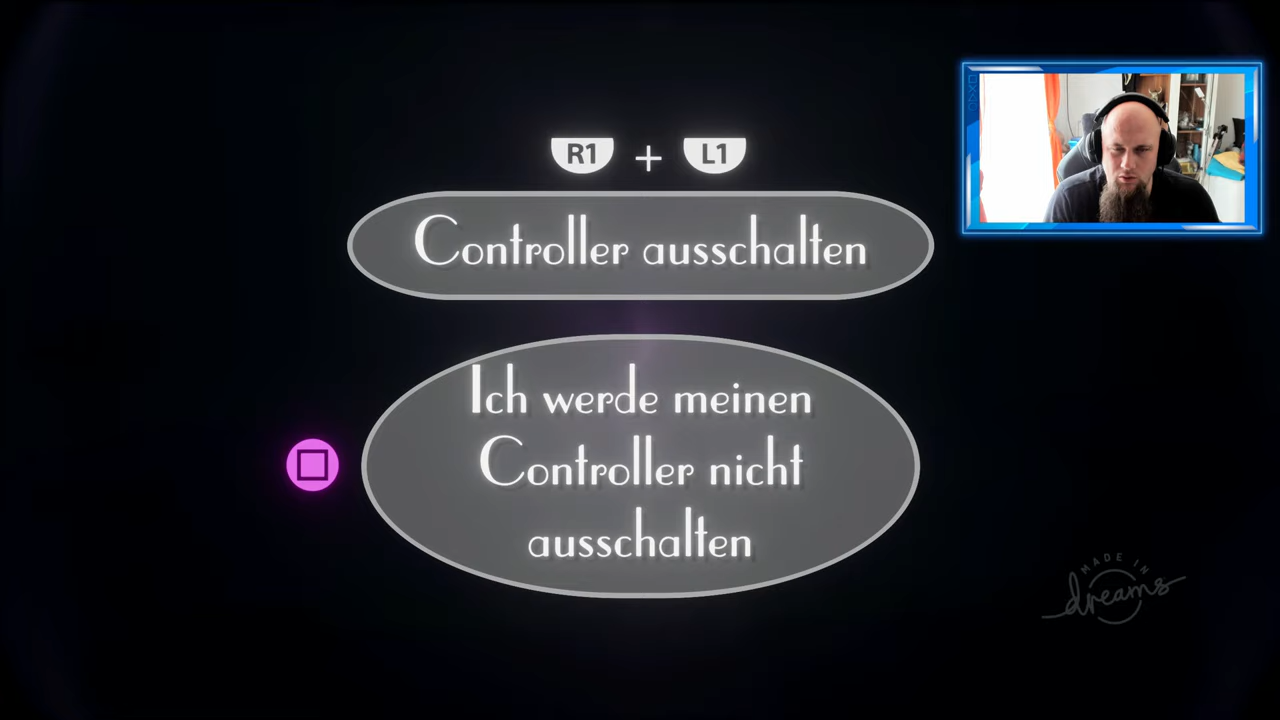 R1 + L1
Controller ausschalten
Ich werde meinen
Controller nicht
ausschalten
MADE IN
dreams